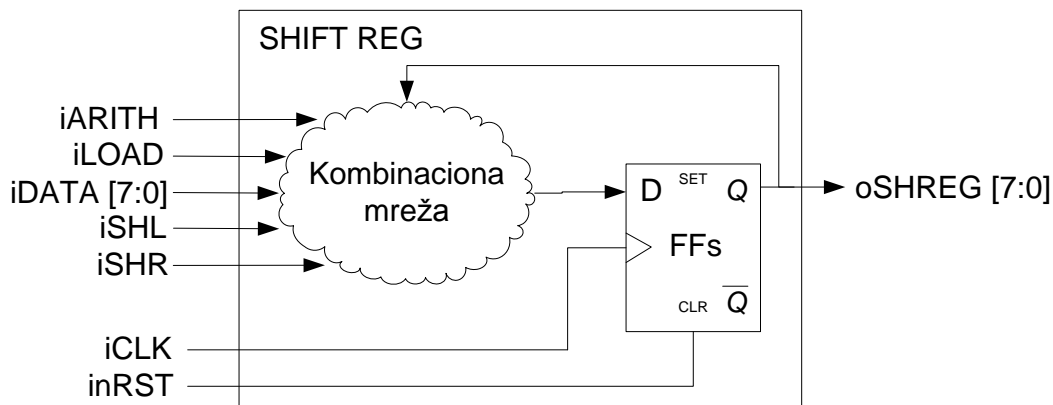 SHIFT REG
iARITH
iLOAD
iDATA [7:0]
iSHL
iSHR
Kombinaciona
mreža
D SET Q
FFs
CLR Q
oSHREG [7:0]
iCLK
inRST